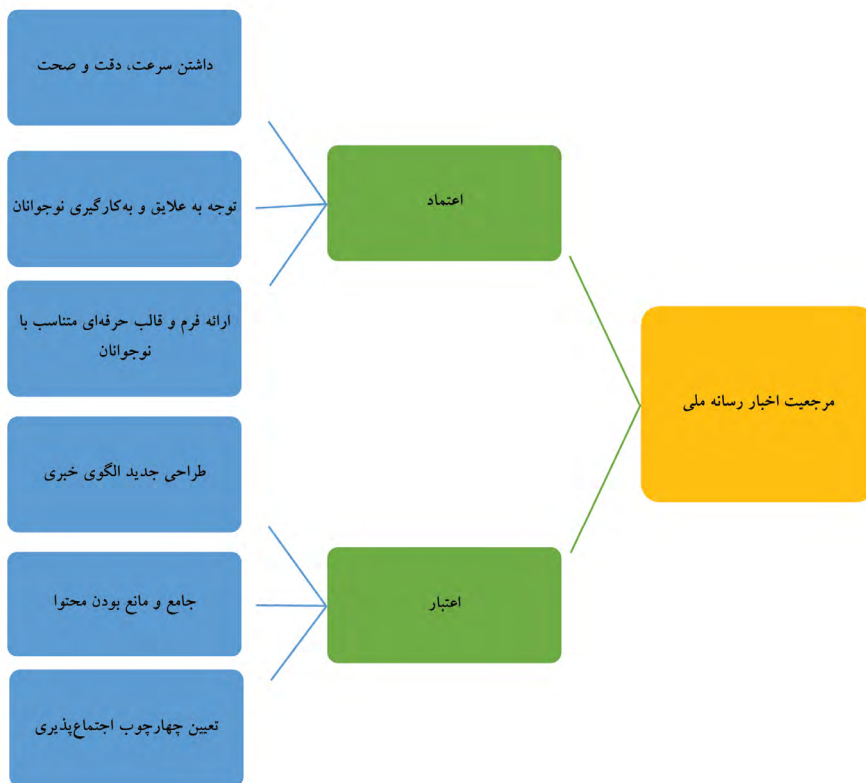 مرجعیت اخبار رسانه ملی
اعتماد
داشتن سرعت، دقت و صحت
توجه به علایق و به‌کارگیری نوجوانان
ارائه فرم و قالب حرفه‌ای متناسب با
نوجوانان
اعتبار
طراحی جدید الگوی خبری
جامع و مانع بودن محتوا
تعیین چهارچوب اجتماع‌پذیری